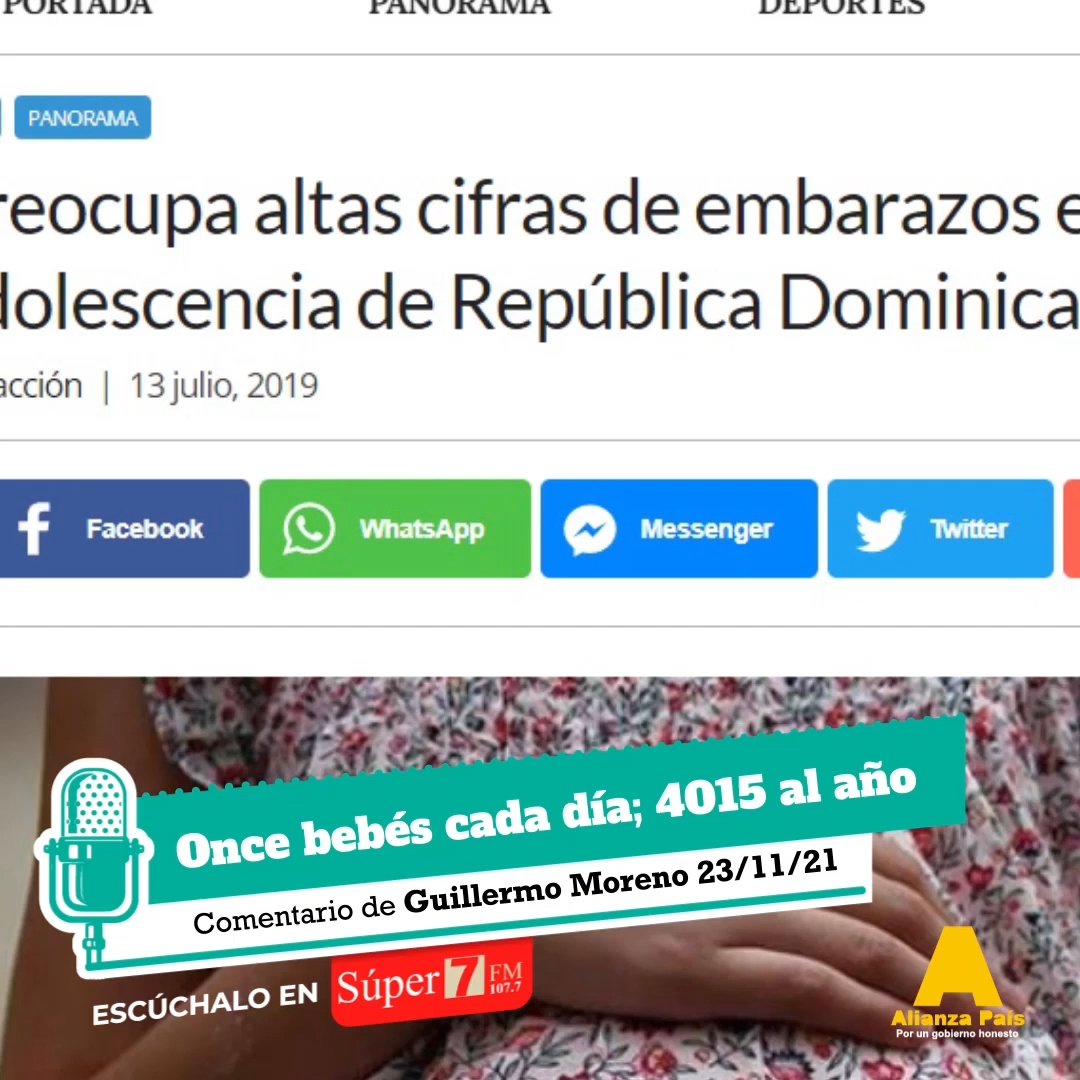 PORTADA PANORAMA DEPORTES
PANORAMA
reocupa altas cifras de embarazos e
dolescencia de República Dominica
acción | 13 julio, 2019
Facebook WhatsApp Messenger Twitter
Once bebés cada día; 4015 al año
Comentario de Guillermo Moreno 23/11/21
ESCÚCHALO EN Súper 7 FM 107.7
Alianza País
Por un gobierno honesto